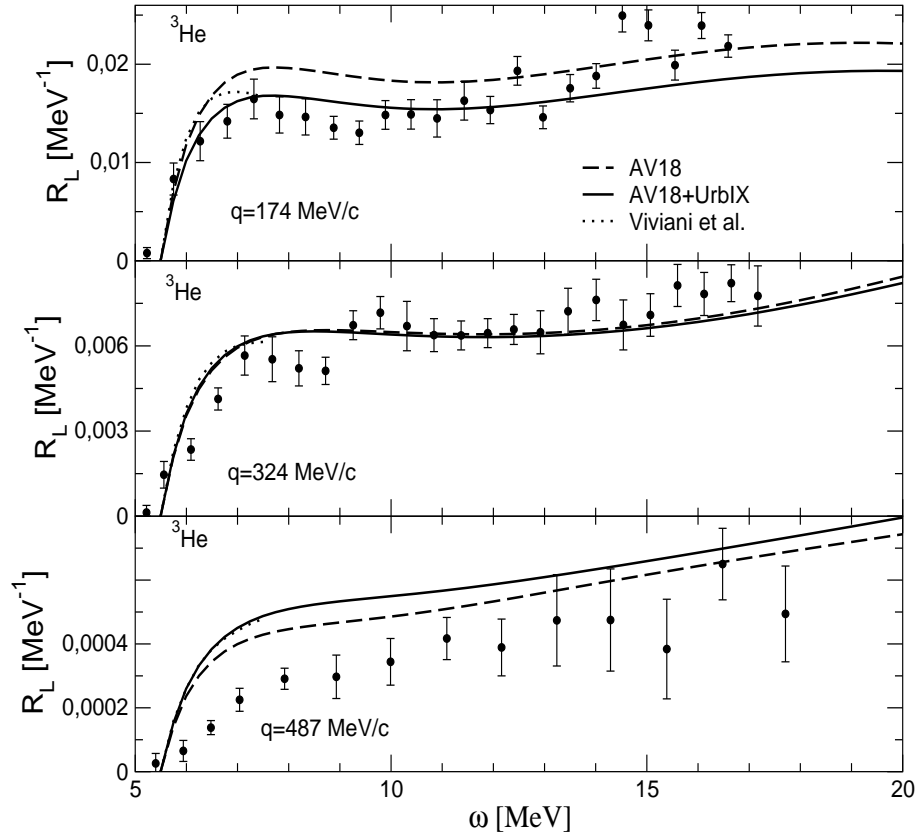 ³He
0,02
0,01
0
R_L [MeV⁻¹]
q=174 MeV/c
AV18
AV18+UrbIX
Viviani et al.
³He
0,006
0,003
0
R_L [MeV⁻¹]
q=324 MeV/c
³He
0,0004
0,0002
0
R_L [MeV⁻¹]
q=487 MeV/c
5 10 15 20
ω [MeV]